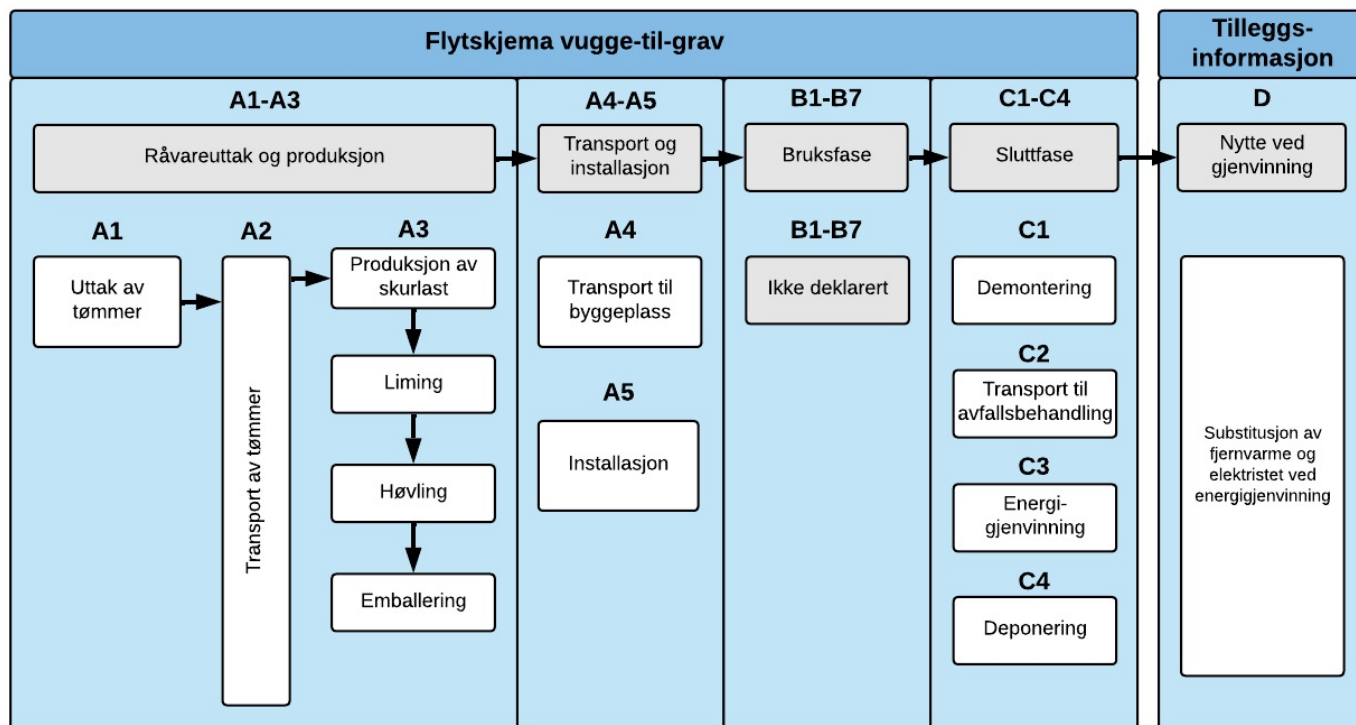 Flytskjema vugge-til-grav
Tilleggs-
informasjon
A1-A3
A4-A5
B1-B7
C1-C4
D
Råvareuttak og produksjon
Transport og
installasjon
Bruksfase
Sluttfase
Nytte ved
gjenvinning
A1
Uttak av
tømmer
A2
Transport av tømmer
A3
Produksjon av
skurlast
Liming
Høvling
Emballering
A4
Transport til
byggeplass
A5
Installasjon
B1-B7
Ikke deklarert
C1
Demontering
C2
Transport til
avfallsbehandling
C3
Energi-
gjenvinning
C4
Deponering
Substitusjon av
fjernvarme og
elektristet ved
energigjenvinning